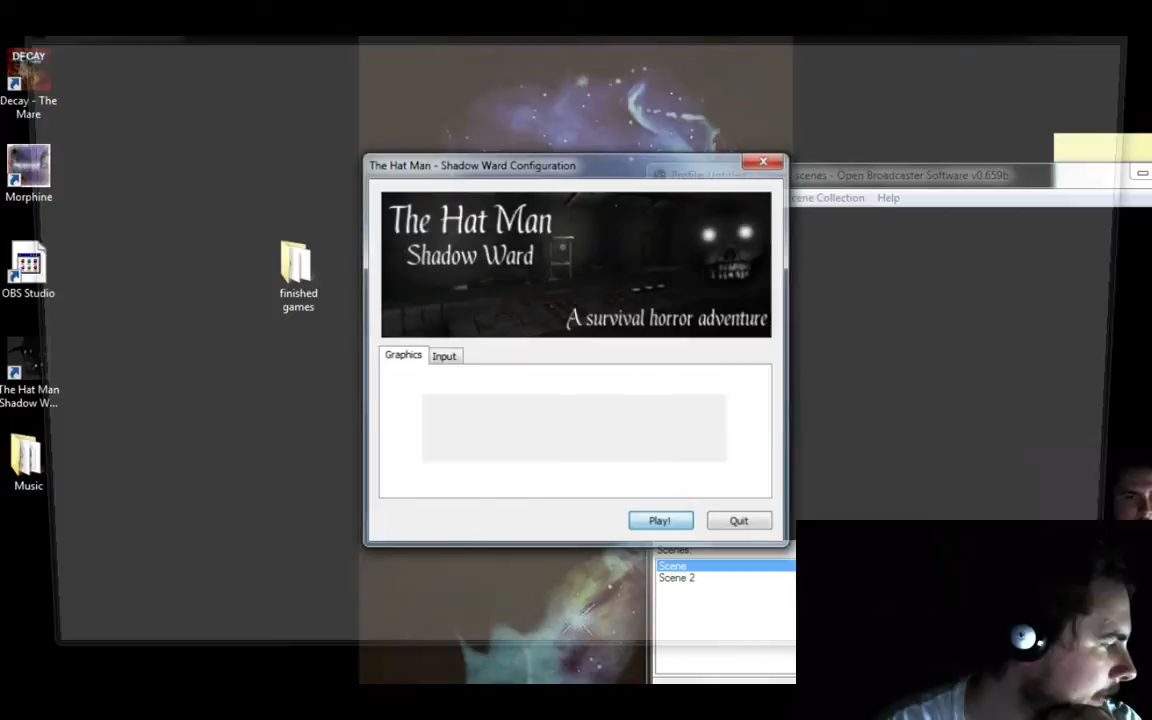 DECAY
Decay - The
Mare
Morphine
OBS Studio
The Hat Man
Shadow W...
Music
finished
games
The Hat Man - Shadow Ward Configuration
The Hat Man
Shadow Ward
A survival horror adventure
Graphics
Input
Play!
Quit
scenes - Open Broadcaster Software v0.659b
cene Collection
Help
Scenes:
Scene
Scene 2